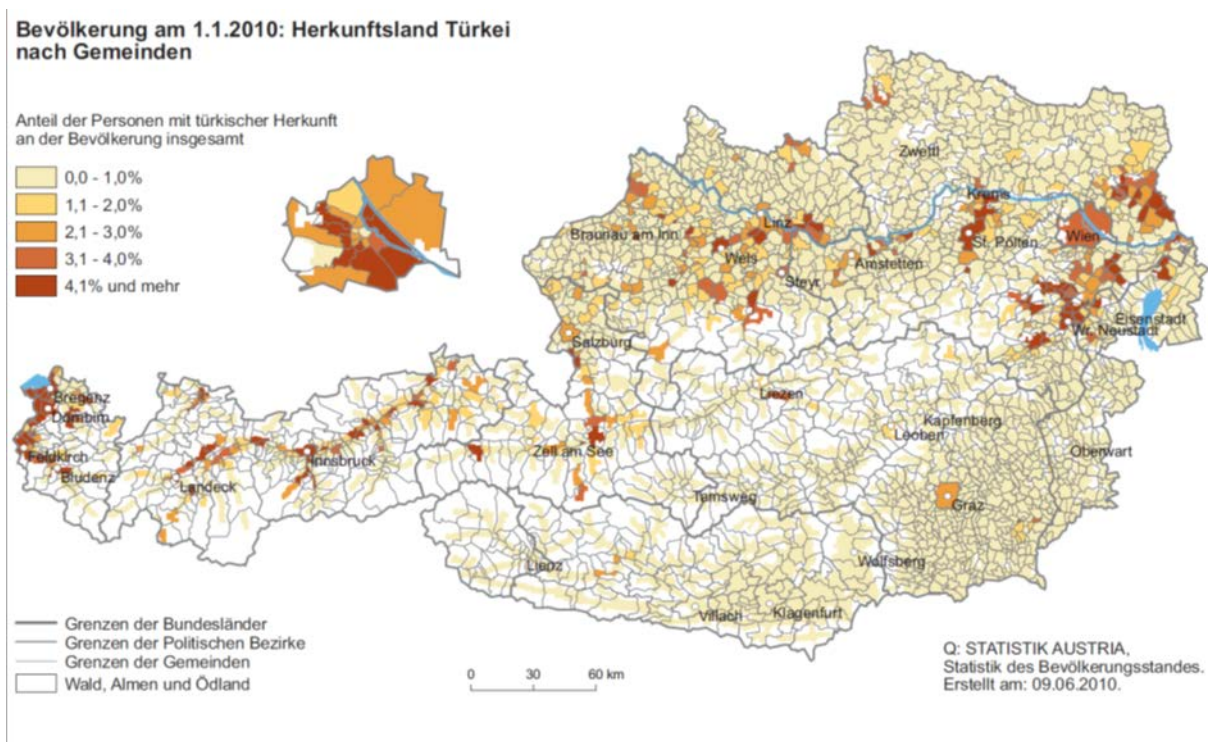 Bevölkerung am 1.1.2010: Herkunftsland Türkei
nach Gemeinden
Anteil der Personen mit türkischer Herkunft
an der Bevölkerung insgesamt
0,0 - 1,0%
1,1 - 2,0%
2,1 - 3,0%
3,1 - 4,0%
4,1% und mehr
Zwettl
Krems
Linz
Braunau am Inn
Wien
St. Pölten
Wels
Amstetten
Steyr
Eisenstadt
Wr. Neustadt
Salzburg
Bregenz
Dornbirn
Liezen
Kapfenberg
Leoben
Feldkirch
Innsbruck
Zell am See
Oberwart
Bludenz
Landeck
Tamsweg
Graz
Lienz
Wolfsberg
Villach
Klagenfurt
Grenzen der Bundesländer
Grenzen der Politischen Bezirke
Grenzen der Gemeinden
Wald, Almen und Ödland
0 30 60 km
Q: STATISTIK AUSTRIA,
Statistik des Bevölkerungsstandes.
Erstellt am: 09.06.2010.